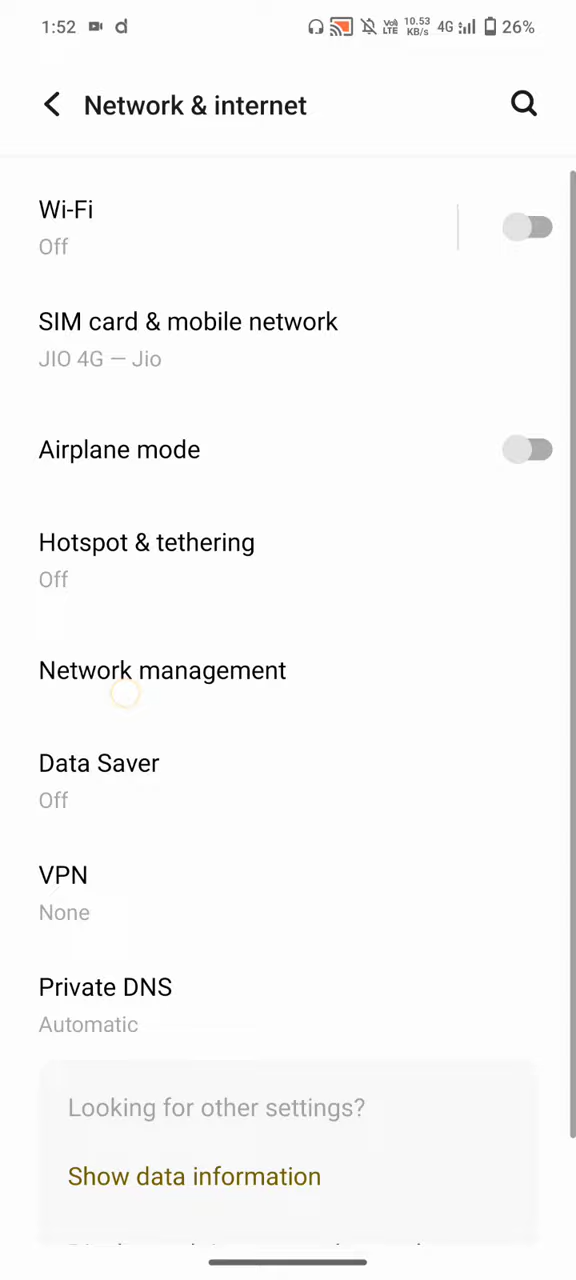 1:52 d VoI LTE 10.53 KB/s 4G 26%
Network & internet
Wi-Fi
Off
SIM card & mobile network
JIO 4G — Jio
Airplane mode
Hotspot & tethering
Off
Network management
Data Saver
Off
VPN
None
Private DNS
Automatic
Looking for other settings?
Show data information